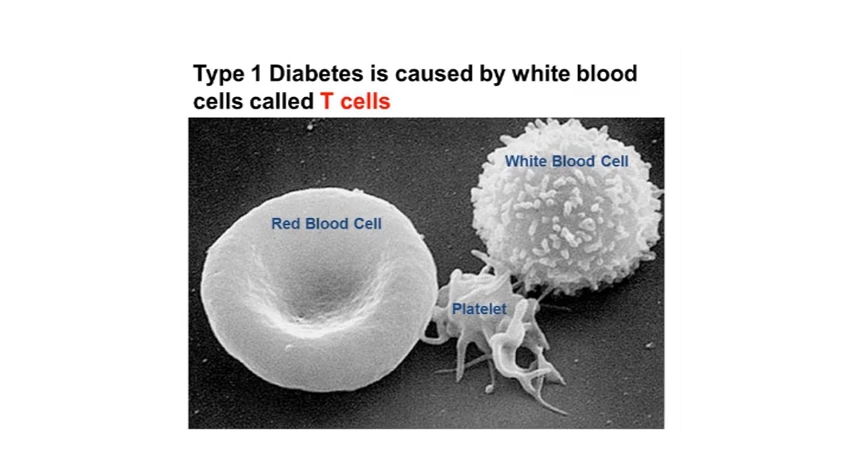 Type 1 Diabetes is caused by white blood
cells called T cells
White Blood Cell
Red Blood Cell
Platelet